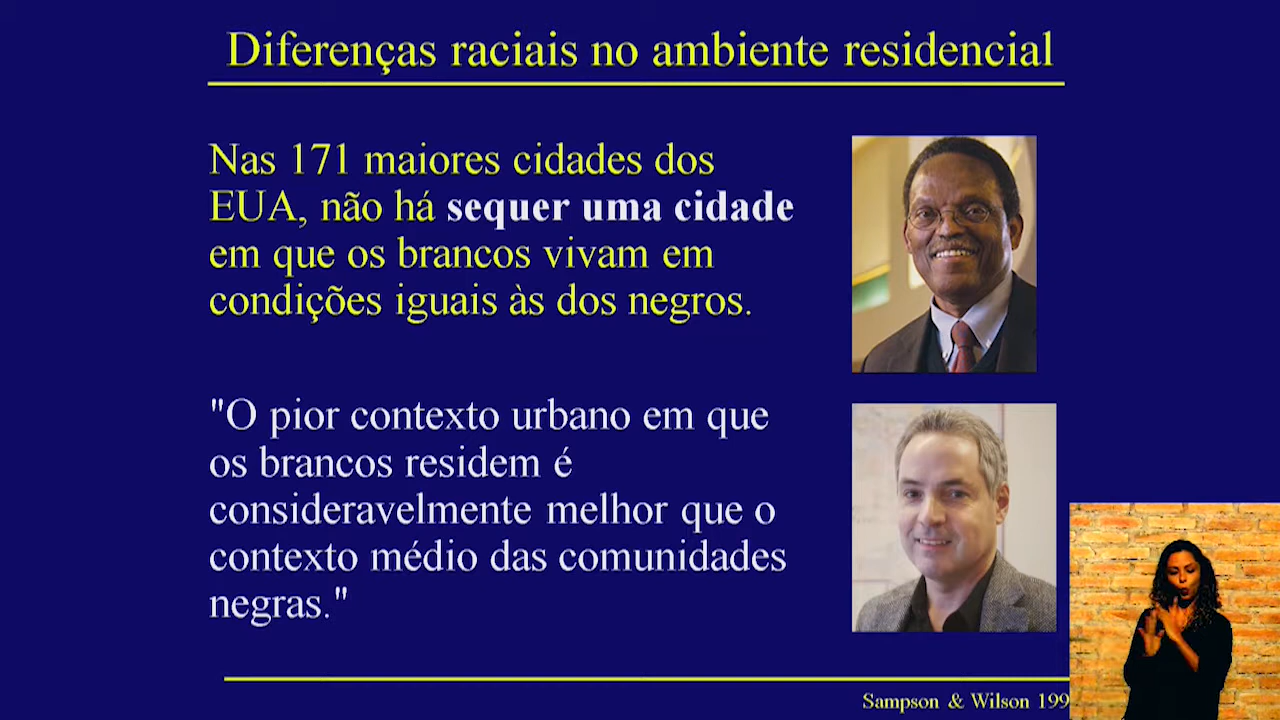 Diferenças raciais no ambiente residencial
Nas 171 maiores cidades dos
EUA, não há sequer uma cidade
em que os brancos vivam em
condições iguais às dos negros.
"O pior contexto urbano em que
os brancos residem é
consideravelmente melhor que o
contexto médio das comunidades
negras."
Sampson & Wilson 199